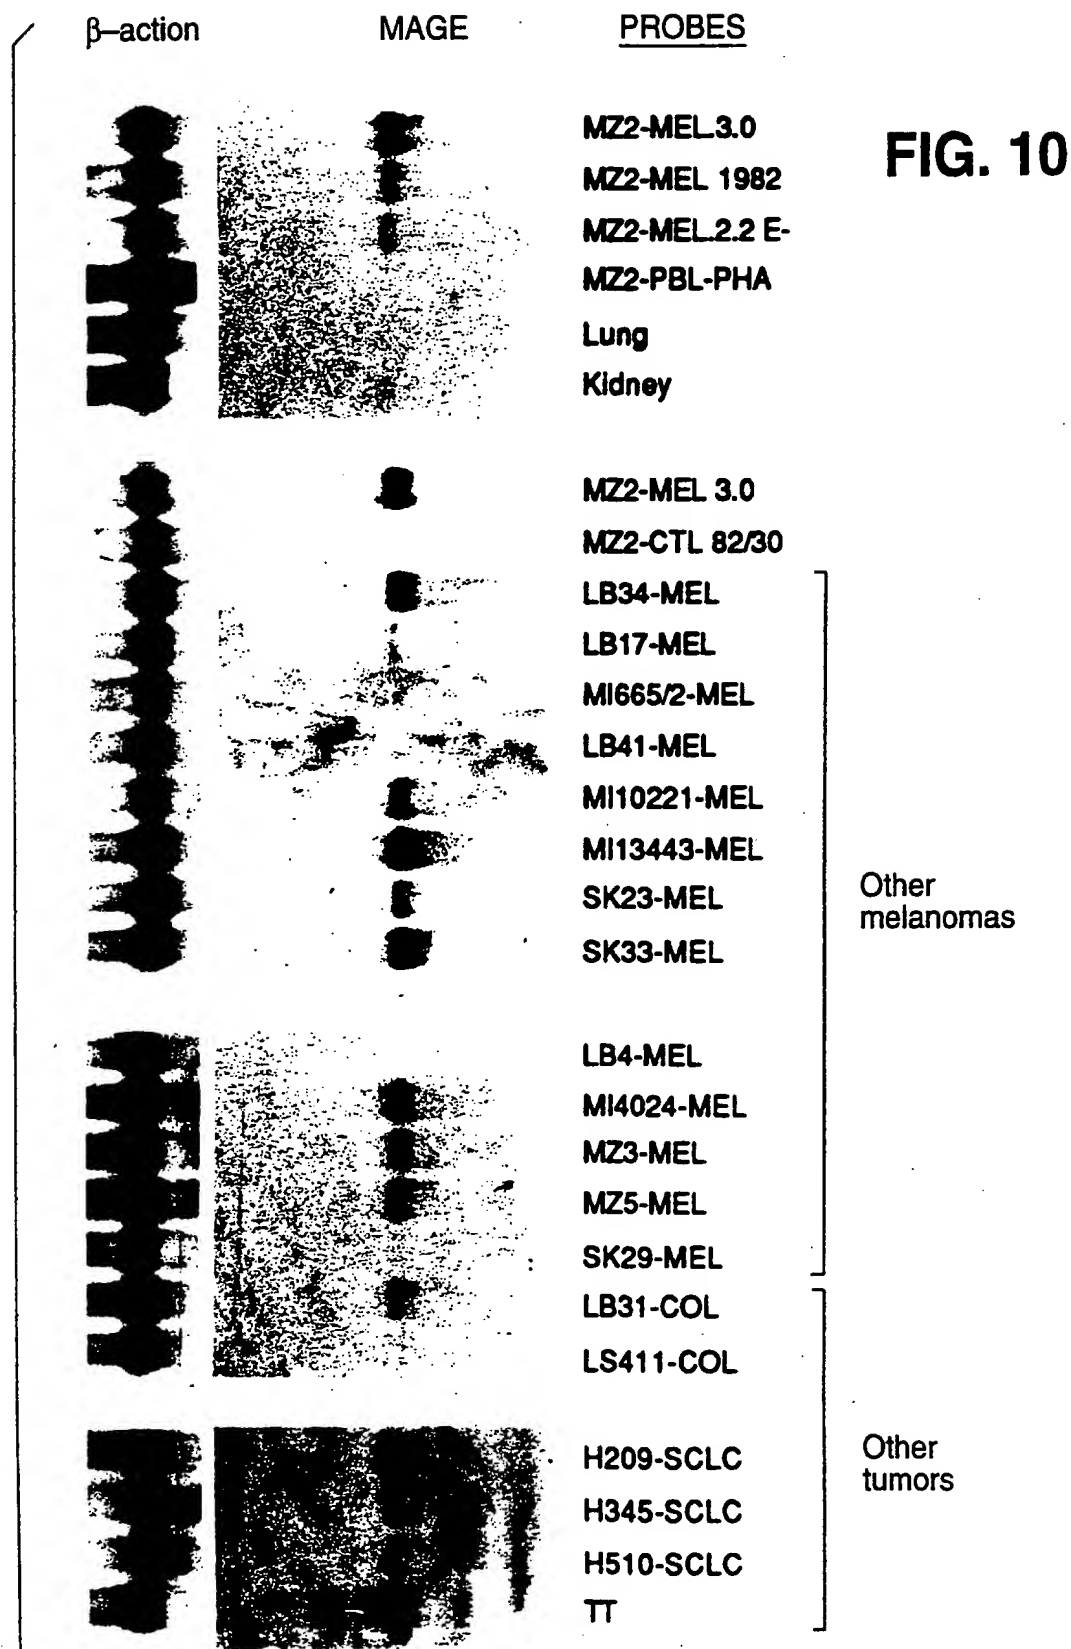 β–action MAGE PROBES
FIG. 10
MZ2-MEL.3.0
MZ2-MEL 1982
MZ2-MEL.2.2 E-
MZ2-PBL-PHA
Lung
Kidney
MZ2-MEL 3.0
MZ2-CTL 82/30
LB34-MEL
LB17-MEL
MI665/2-MEL
LB41-MEL
MI10221-MEL
MI13443-MEL
SK23-MEL
SK33-MEL
LB4-MEL
MI4024-MEL
MZ3-MEL
MZ5-MEL
SK29-MEL
Other
melanomas
LB31-COL
LS411-COL
H209-SCLC
H345-SCLC
H510-SCLC
TT
Other
tumors